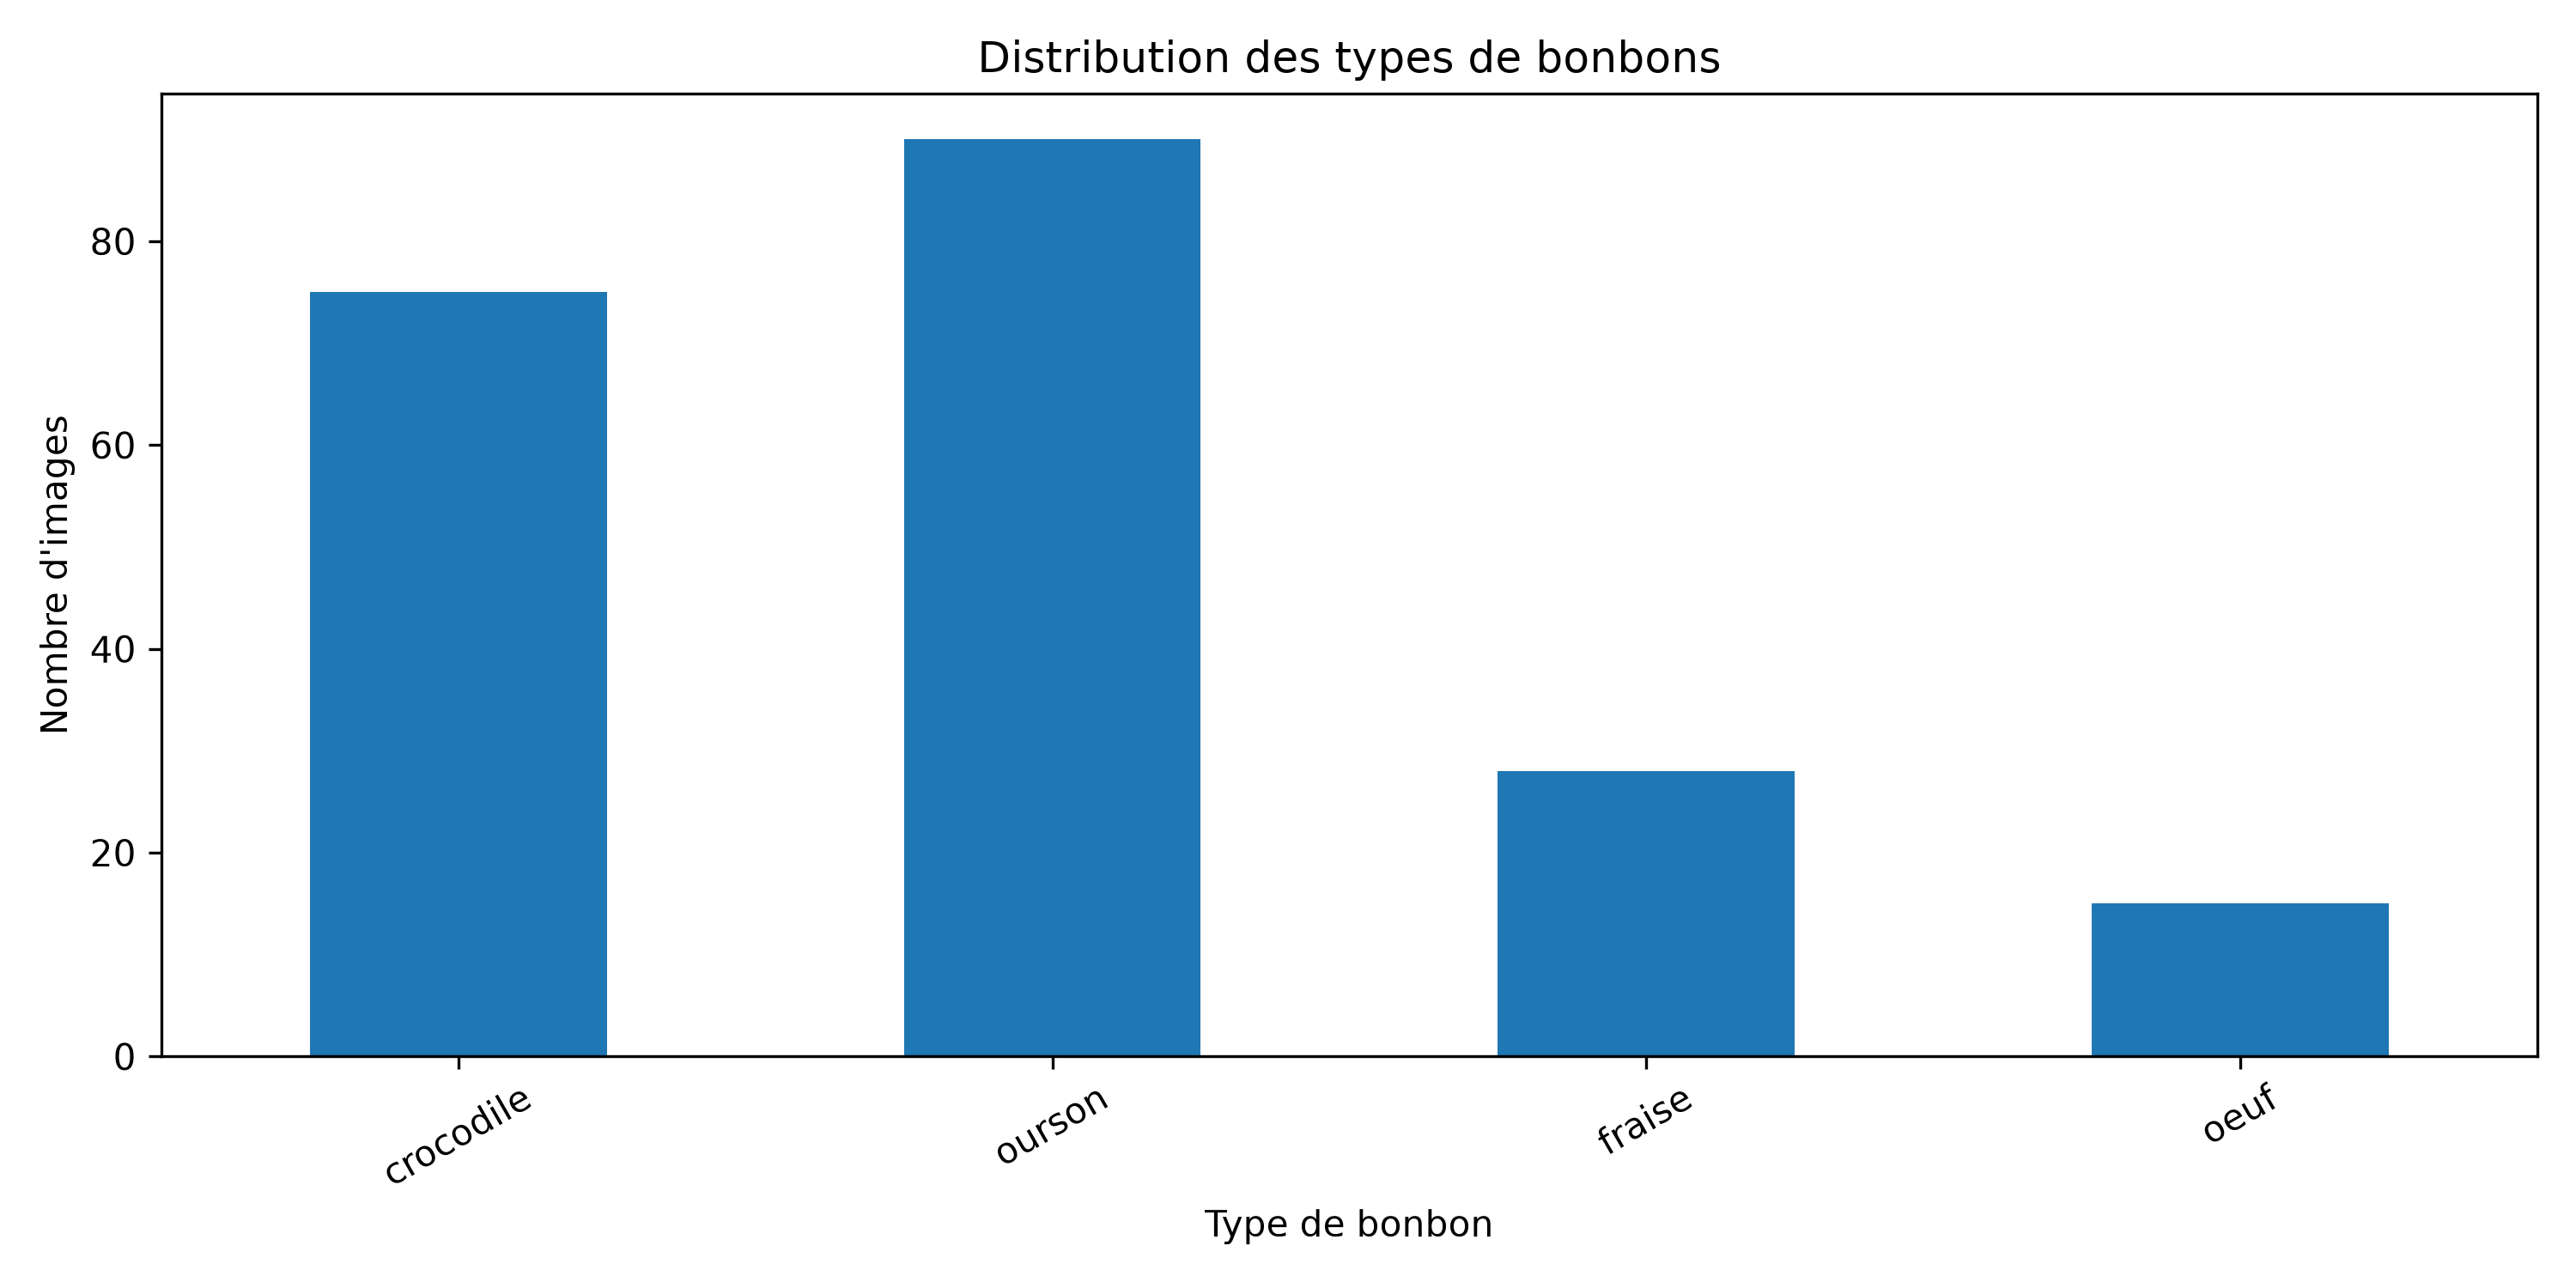 Distribution des types de bonbons
Nombre d'images
80
60
40
20
0
crocodile
ourson
fraise
oeuf
Type de bonbon